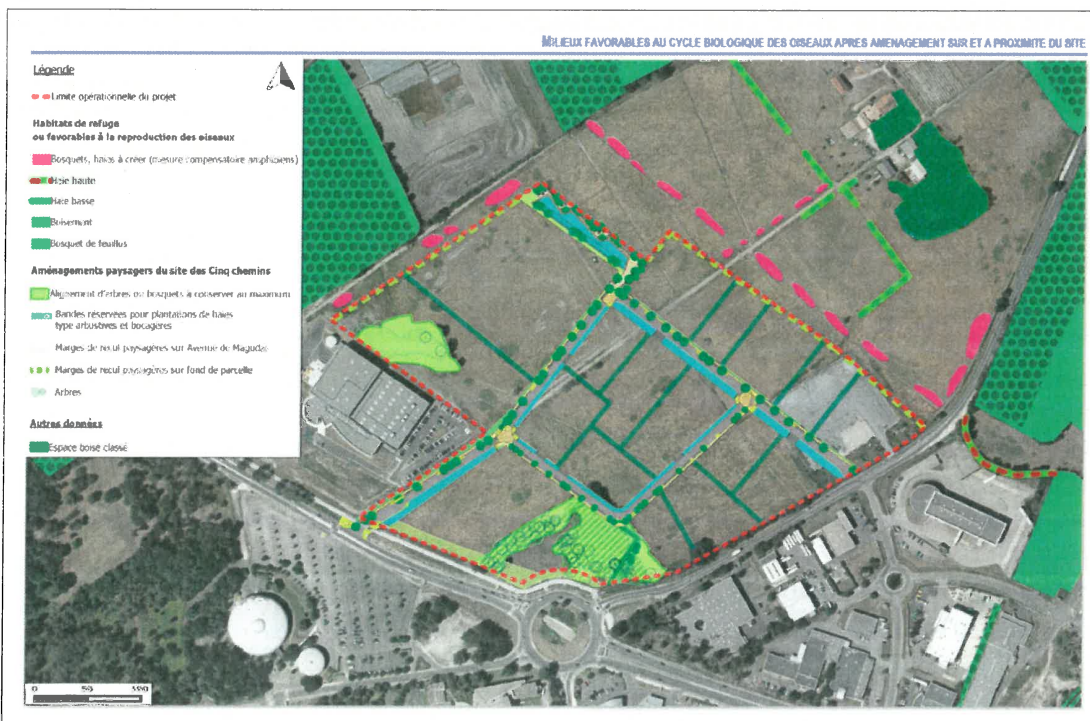 MILIEUX FAVORABLES AU CYCLE BIOLOGIQUE DES OISEAUX APRES AMENAGEMENT SUR ET A PROXIMITE DU SITE
Légende
Limite opérationnelle du projet
Habitats de refuge
ou favorables à la reproduction des oiseaux
Bosquets, haies à créer (mesure compensatoire amphibiens)
Haie haute
Haie basse
Boisement
Bosquet de feuillus
Aménagements paysagers du site des Cinq chemins
Alignement d'arbres ou bosquets à conserver au maximum
Bandes réservées pour plantations de haies
type arbustives et bocagères
Marges de recul paysagères sur Avenue de Magudas
Marges de recul paysagères sur fond de parcelle
Arbres
Autres données
Espace boisé classé
0 50 100